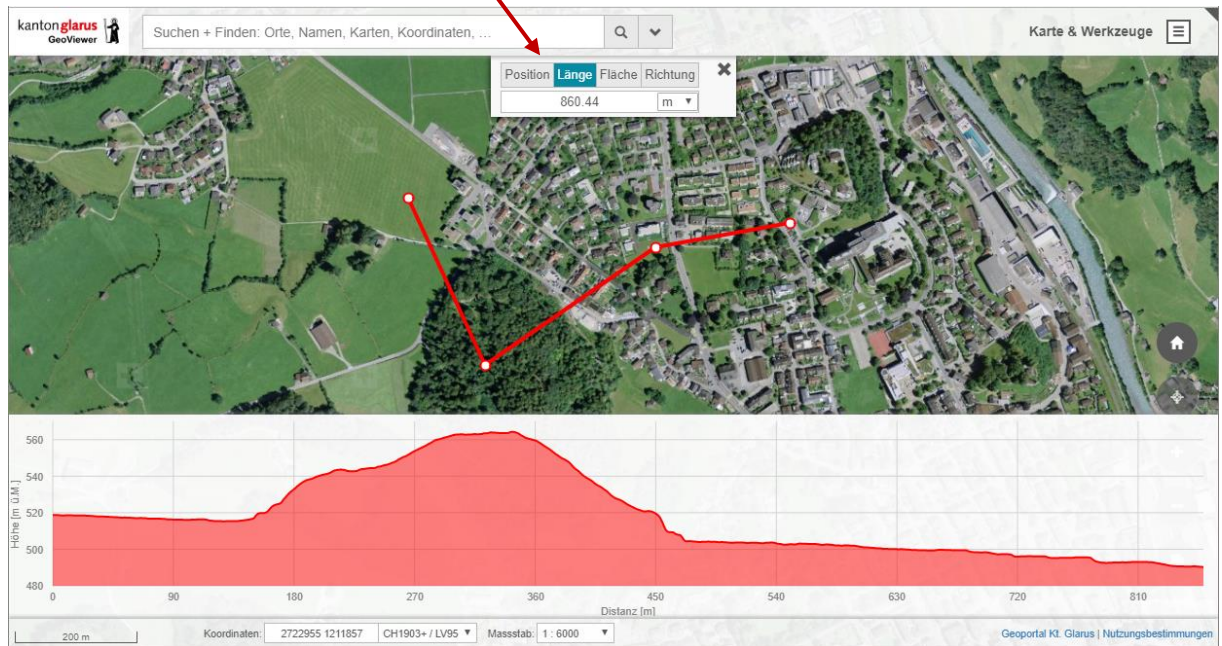 kanton glarus
GeoViewer
Suchen + Finden: Orte, Namen, Karten, Koordinaten, …
Karte & Werkzeuge
Position Länge Fläche Richtung
860.44 m
560
540
520
500
480
Höhe [m ü.M.]
0 90 180 270 360 450 540 630 720 810
Distanz [m]
200 m
Koordinaten: 2722955 1211857 CH1903+ / LV95 Massstab: 1 : 6000
Geoportal Kt. Glarus | Nutzungsbestimmungen